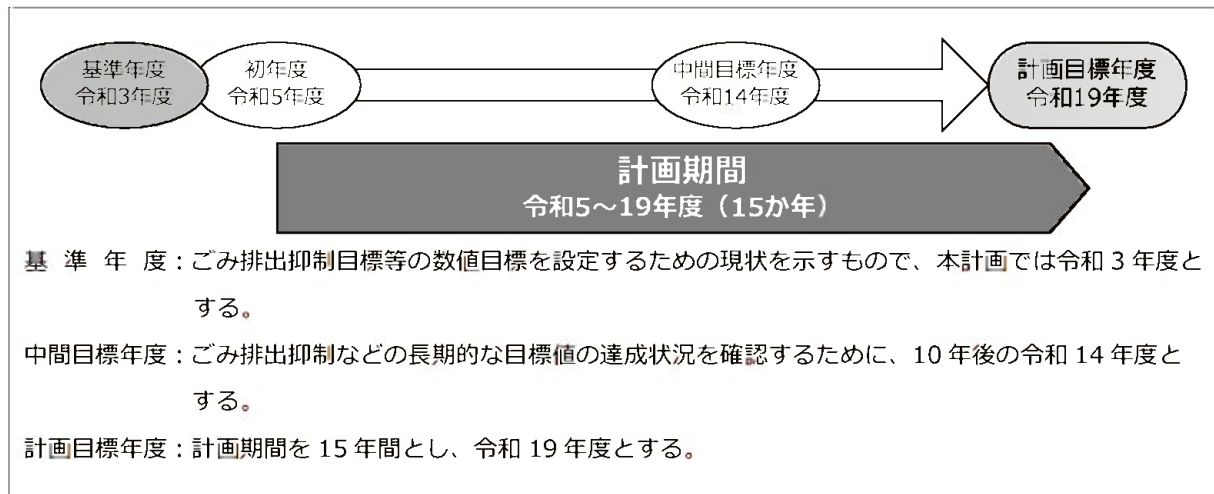 基準年度
令和3年度
初年度
令和5年度
中間目標年度
令和14年度
計画目標年度
令和19年度
計画期間
令和5～19年度（15か年）
基準年度：ごみ排出抑制目標等の数値目標を設定するための現状を示すもので、本計画では令和 3 年度と
する。
中間目標年度：ごみ排出抑制などの長期的な目標値の達成状況を確認するために、10 年後の令和 14 年度と
する。
計画目標年度：計画期間を 15 年間とし、令和 19 年度とする。